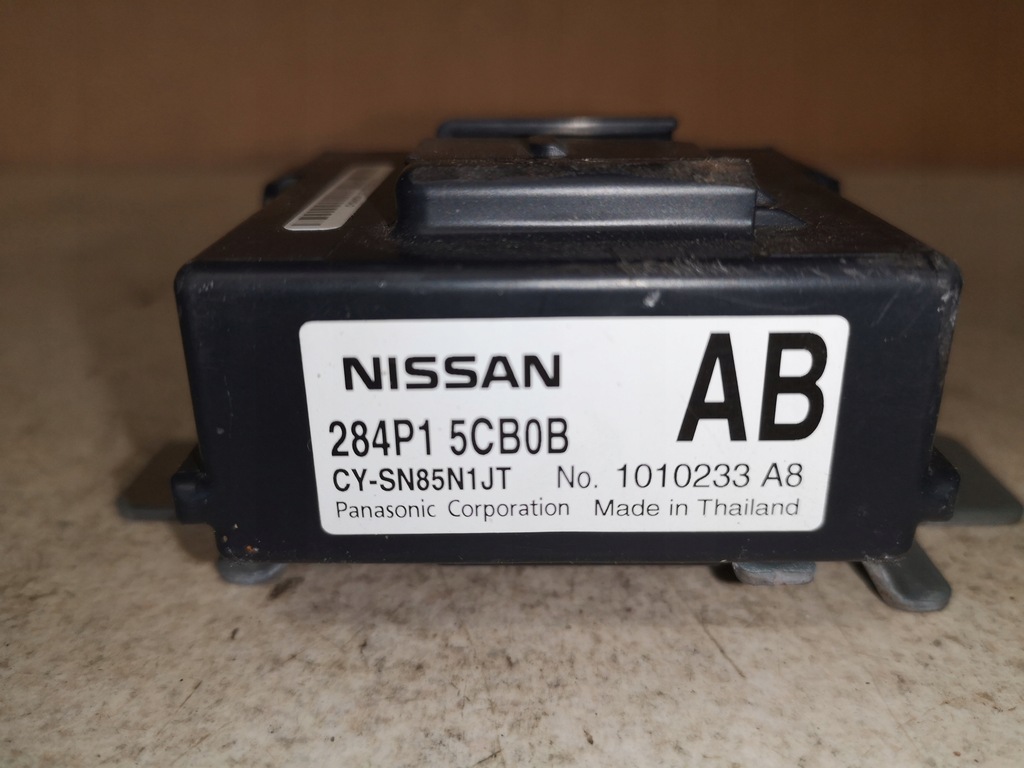 NISSAN
AB
284P1 5CB0B
CY-SN85N1JT No. 1010233 A8
Panasonic Corporation Made in Thailand